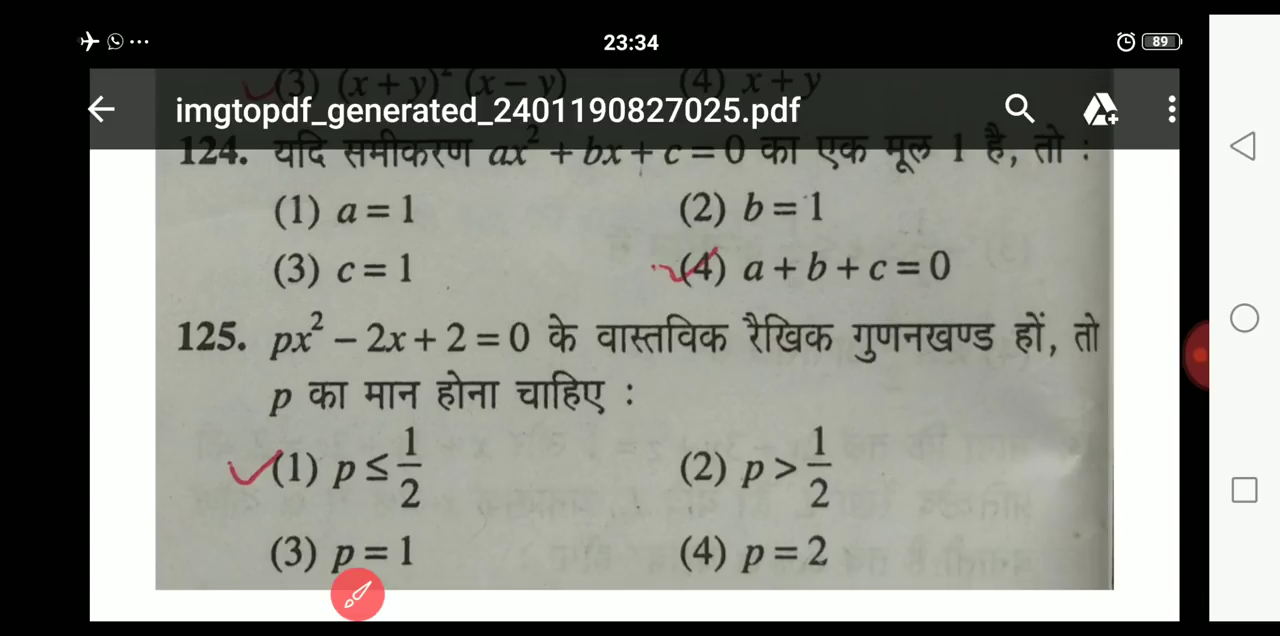 23:34
89
(3) (x + y)² (x – y) (4) x + y
imgtopdf_generated_2401190827025.pdf
124. यदि समीकरण ax² + bx + c = 0 का एक मूल 1 है, तो :
(1) a = 1 (2) b = 1
(3) c = 1 (4) a + b + c = 0
125. px² – 2x + 2 = 0 के वास्तविक रैखिक गुणनखण्ड हों, तो
p का मान होना चाहिए :
(1) p ≤ 1/2 (2) p > 1/2
(3) p = 1 (4) p = 2